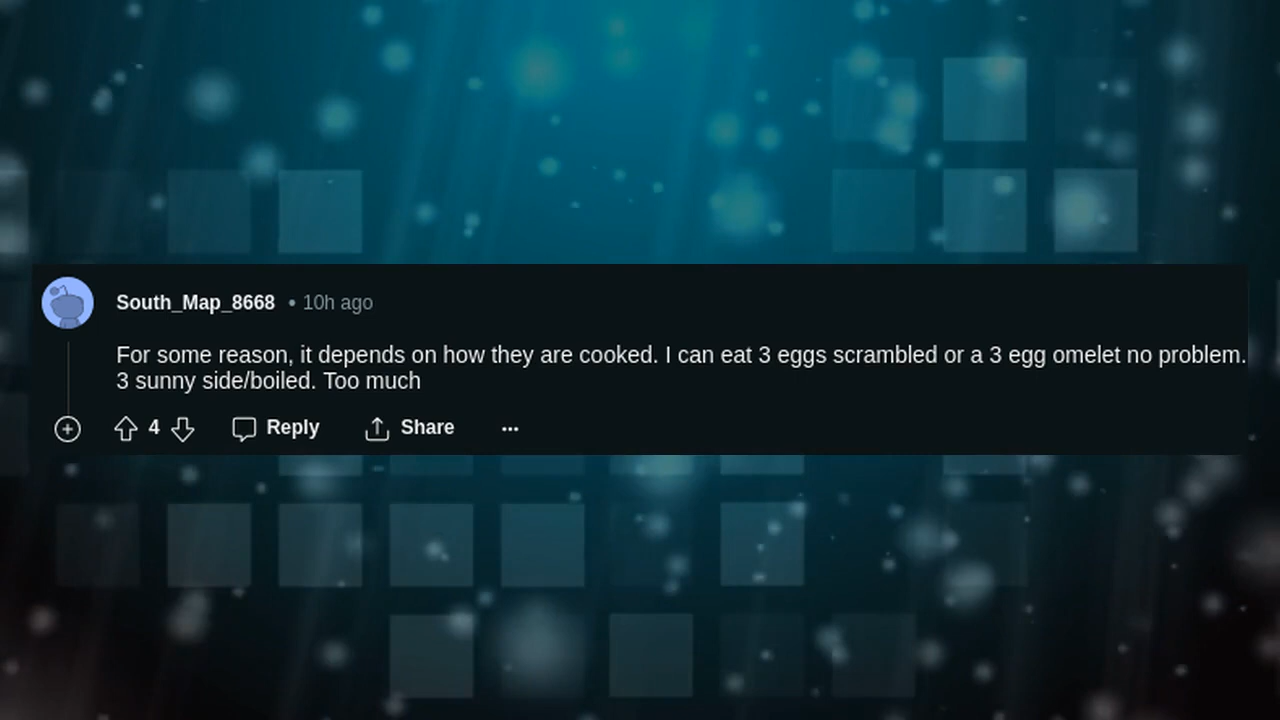 South_Map_8668 • 10h ago
For some reason, it depends on how they are cooked. I can eat 3 eggs scrambled or a 3 egg omelet no problem.
3 sunny side/boiled. Too much
4 Reply Share ...